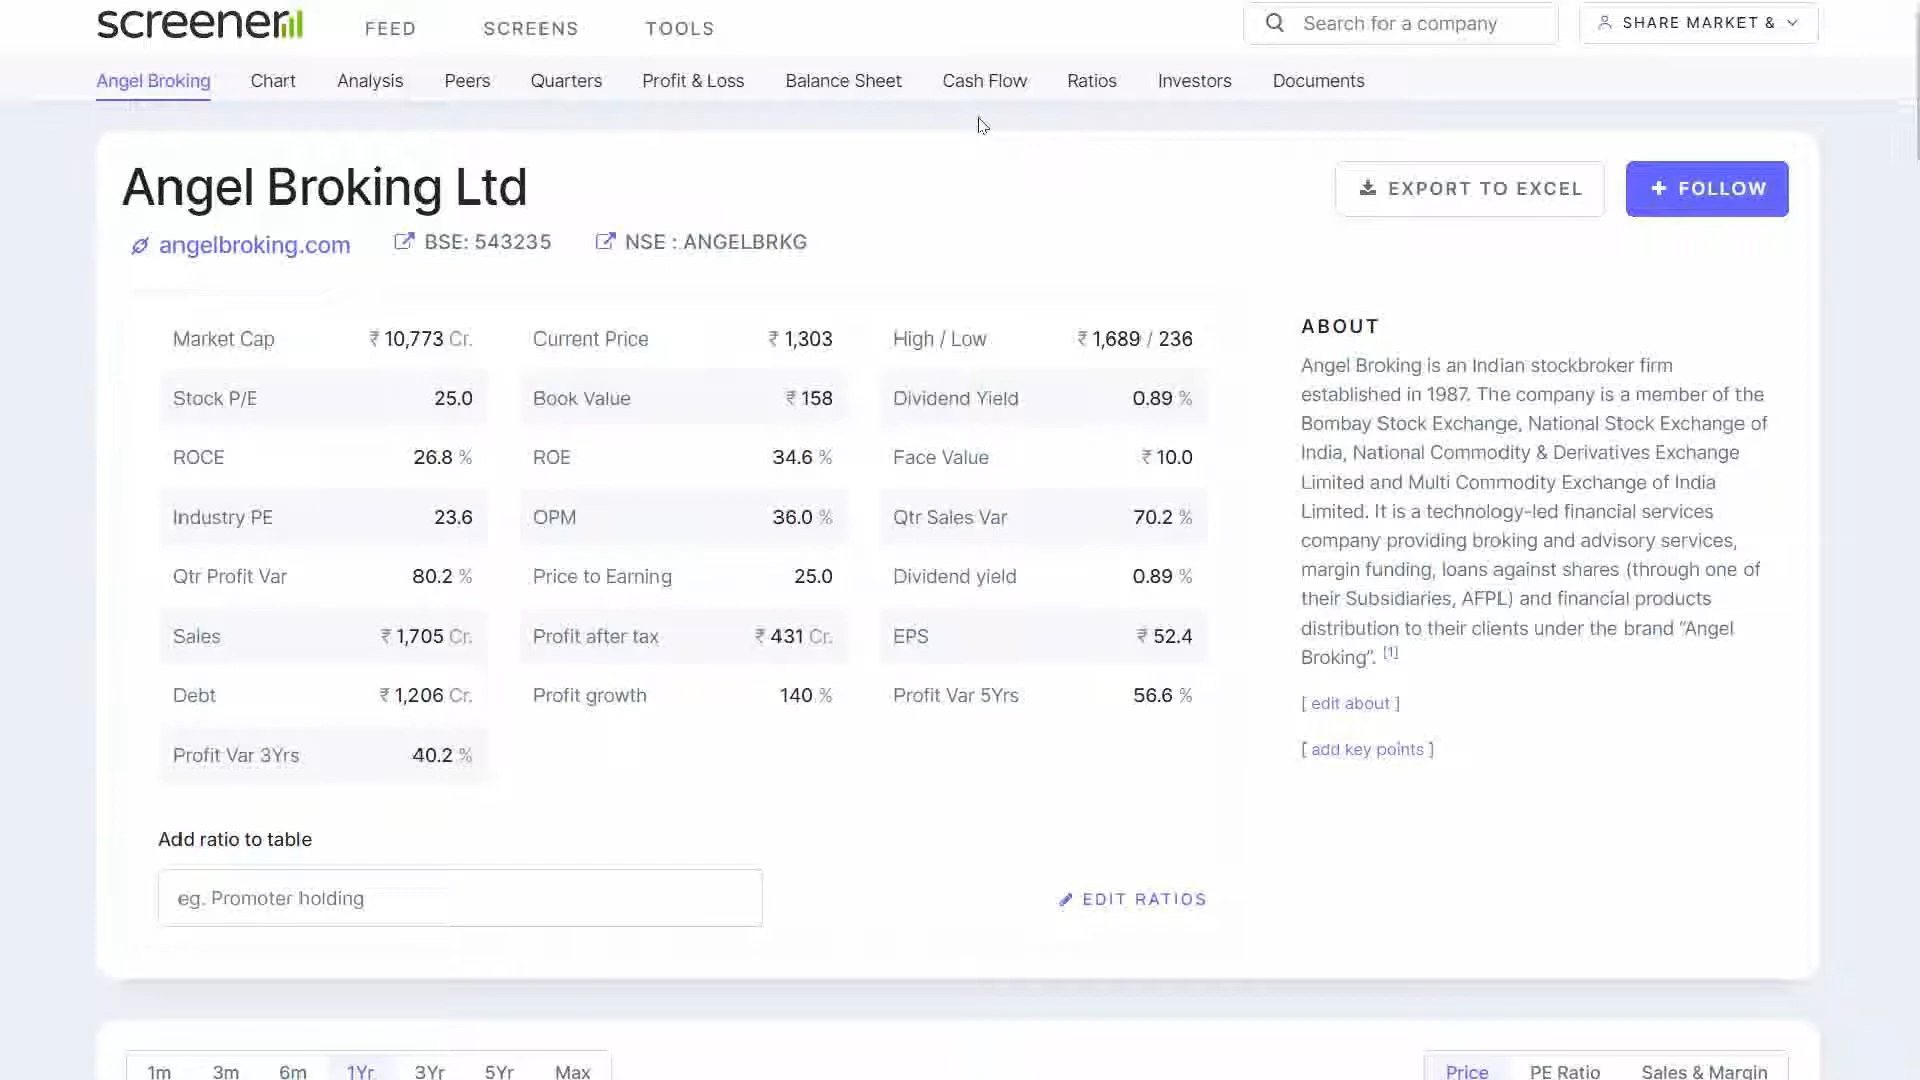 screener FEED SCREENS TOOLS Search for a company SHARE MARKET &
Angel Broking Chart Analysis Peers Quarters Profit & Loss Balance Sheet Cash Flow Ratios Investors Documents
Angel Broking Ltd
EXPORT TO EXCEL + FOLLOW
angelbroking.com BSE: 543235 NSE : ANGELBRKG
Market Cap ₹ 10,773 Cr. Current Price ₹ 1,303 High / Low ₹ 1,689 / 236
Stock P/E 25.0 Book Value ₹ 158 Dividend Yield 0.89 %
ROCE 26.8 % ROE 34.6 % Face Value ₹ 10.0
Industry PE 23.6 OPM 36.0 % Qtr Sales Var 70.2 %
Qtr Profit Var 80.2 % Price to Earning 25.0 Dividend yield 0.89 %
Sales ₹ 1,705 Cr. Profit after tax ₹ 431 Cr. EPS ₹ 52.4
Debt ₹ 1,206 Cr. Profit growth 140 % Profit Var 5Yrs 56.6 %
Profit Var 3Yrs 40.2 %
Add ratio to table
eg. Promoter holding
EDIT RATIOS
ABOUT
Angel Broking is an Indian stockbroker firm
established in 1987. The company is a member of the
Bombay Stock Exchange, National Stock Exchange of
India, National Commodity & Derivatives Exchange
Limited and Multi Commodity Exchange of India
Limited. It is a technology-led financial services
company providing broking and advisory services,
margin funding, loans against shares (through one of
their Subsidiaries, AFPL) and financial products
distribution to their clients under the brand “Angel
Broking”. [1]
[ edit about ]
[ add key points ]
1m 3m 6m 1Yr 3Yr 5Yr Max Price PE Ratio Sales & Margin